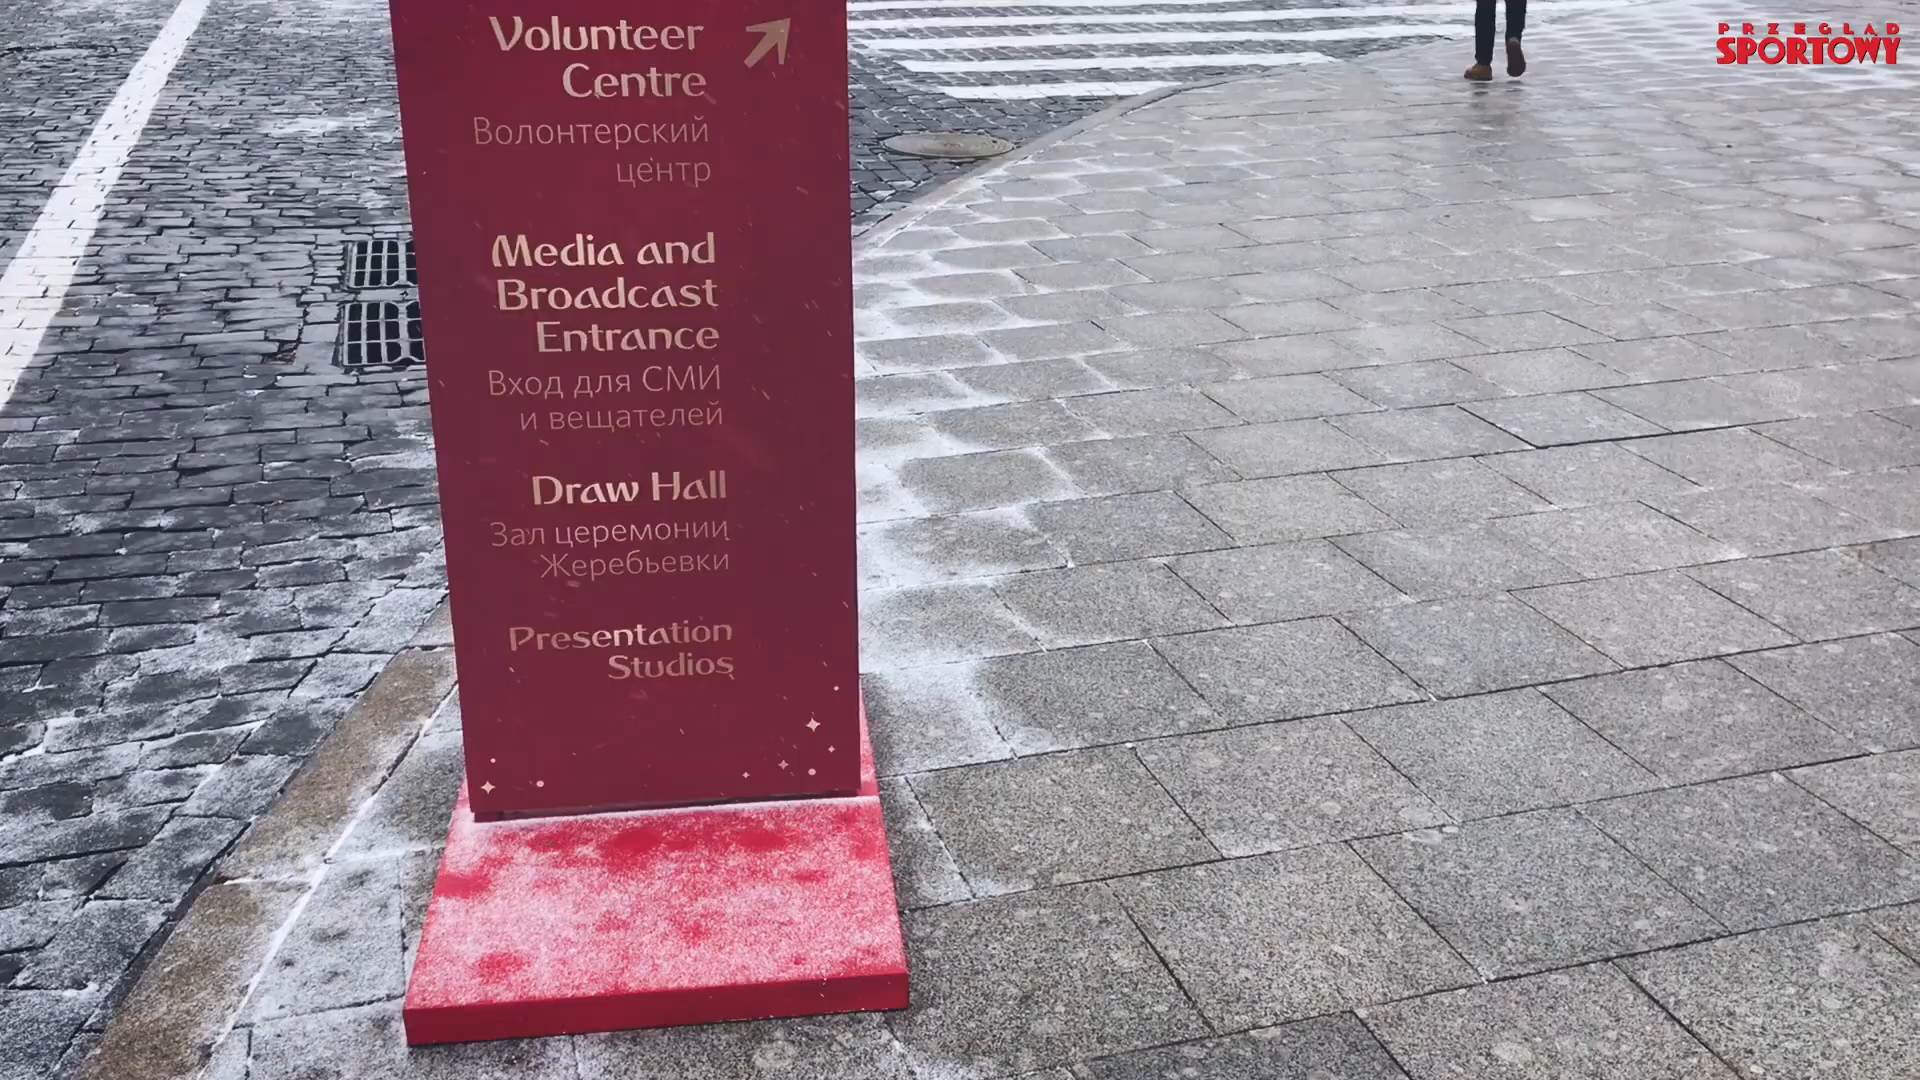 Volunteer
Centre
Волонтерский
центр
Media and
Broadcast
Entrance
Вход для СМИ
и вещателей
Draw Hall
Зал церемонии
Жеребьевки
Presentation
Studios
PRZEGLĄD
SPORTOWY